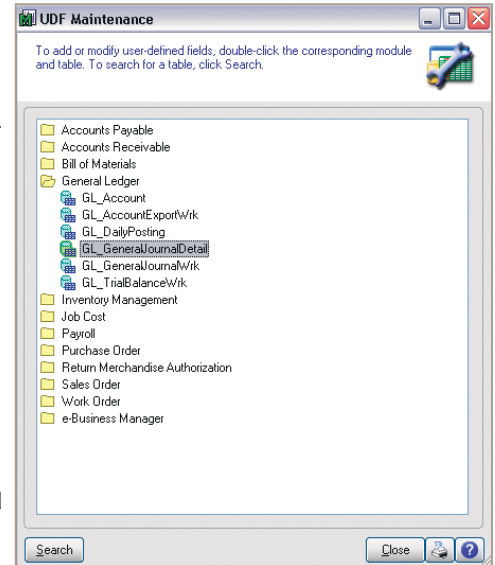 UDF Maintenance
To add or modify user-defined fields, double-click the corresponding module
and table. To search for a table, click Search.
Accounts Payable
Accounts Receivable
Bill of Materials
General Ledger
GL_Account
GL_AccountExportWrk
GL_DailyPosting
GL_GeneralJournalDetail
GL_GeneralJournalWrk
GL_TrialBalanceWrk
Inventory Management
Job Cost
Payroll
Purchase Order
Return Merchandise Authorization
Sales Order
Work Order
e-Business Manager
Search
Close